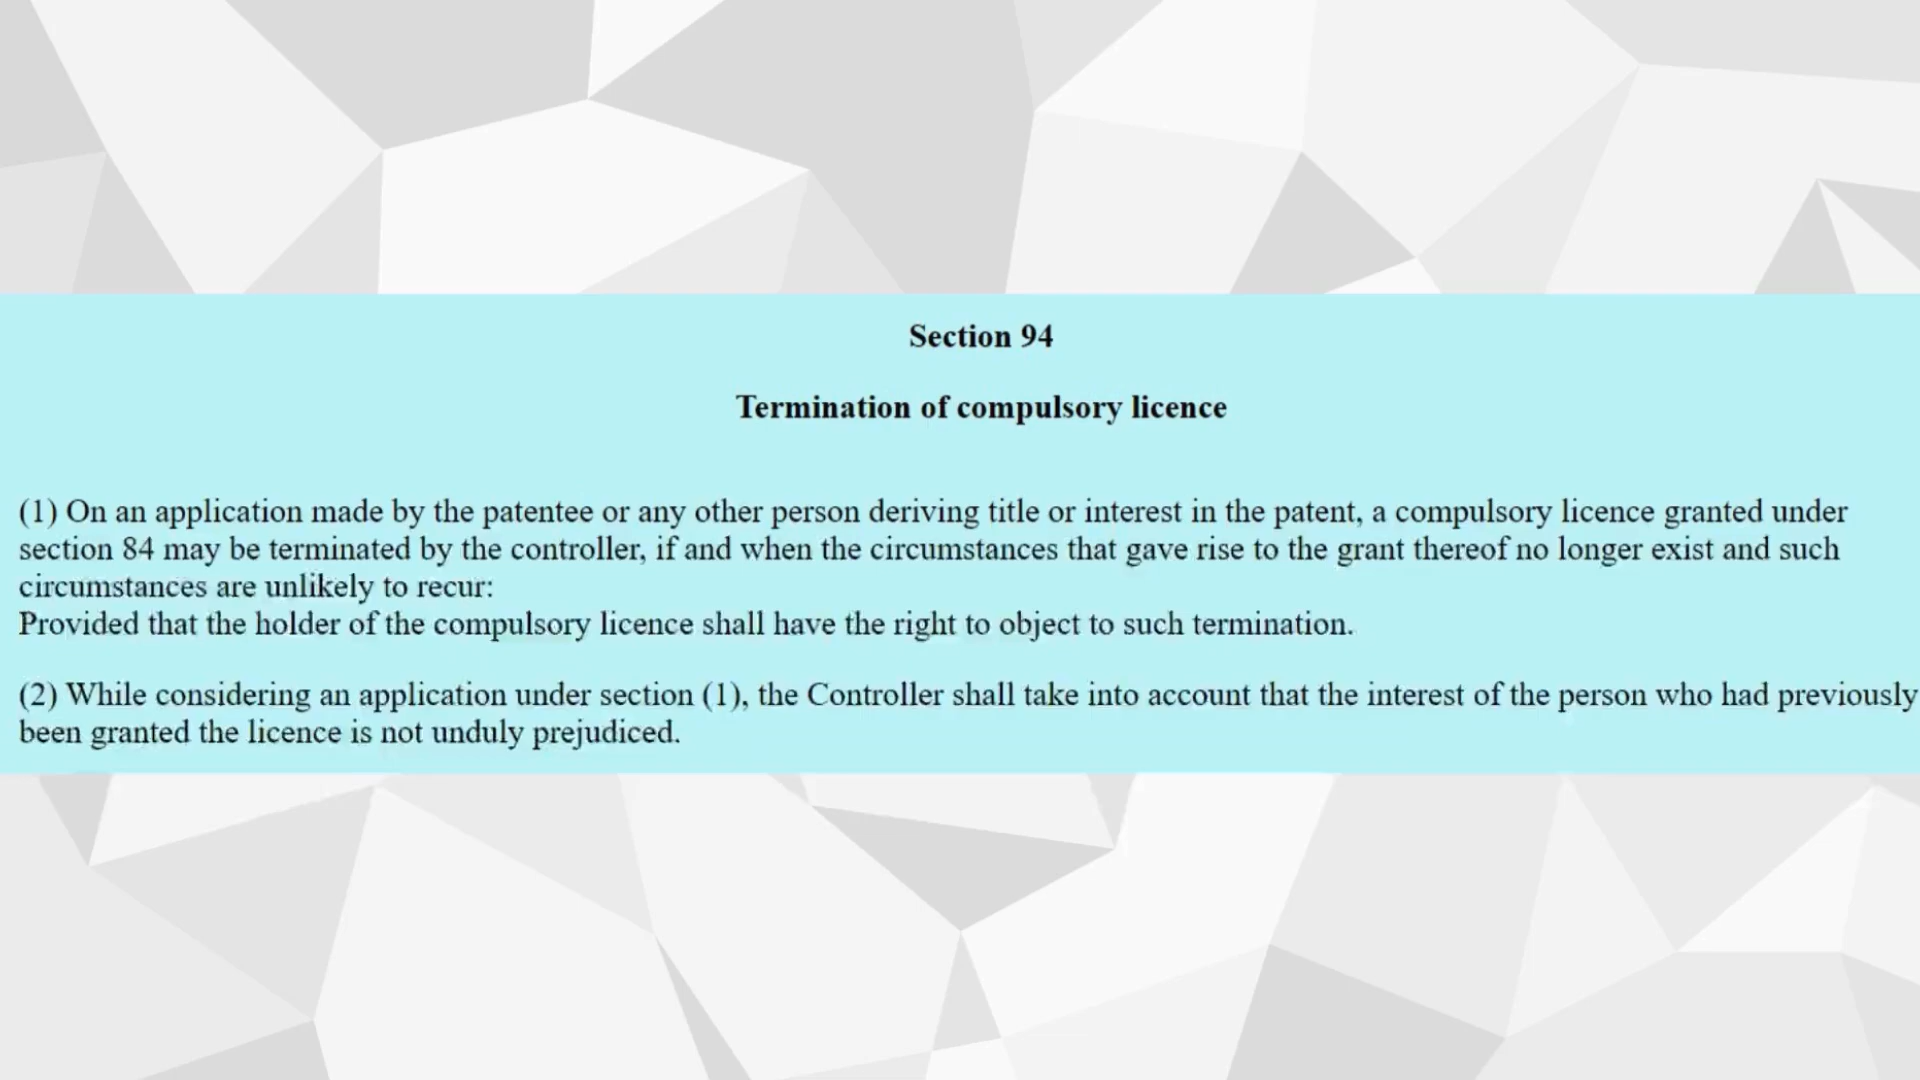 Section 94
Termination of compulsory licence
(1) On an application made by the patentee or any other person deriving title or interest in the patent, a compulsory licence granted under
section 84 may be terminated by the controller, if and when the circumstances that gave rise to the grant thereof no longer exist and such
circumstances are unlikely to recur:
Provided that the holder of the compulsory licence shall have the right to object to such termination.
(2) While considering an application under section (1), the Controller shall take into account that the interest of the person who had previously
been granted the licence is not unduly prejudiced.